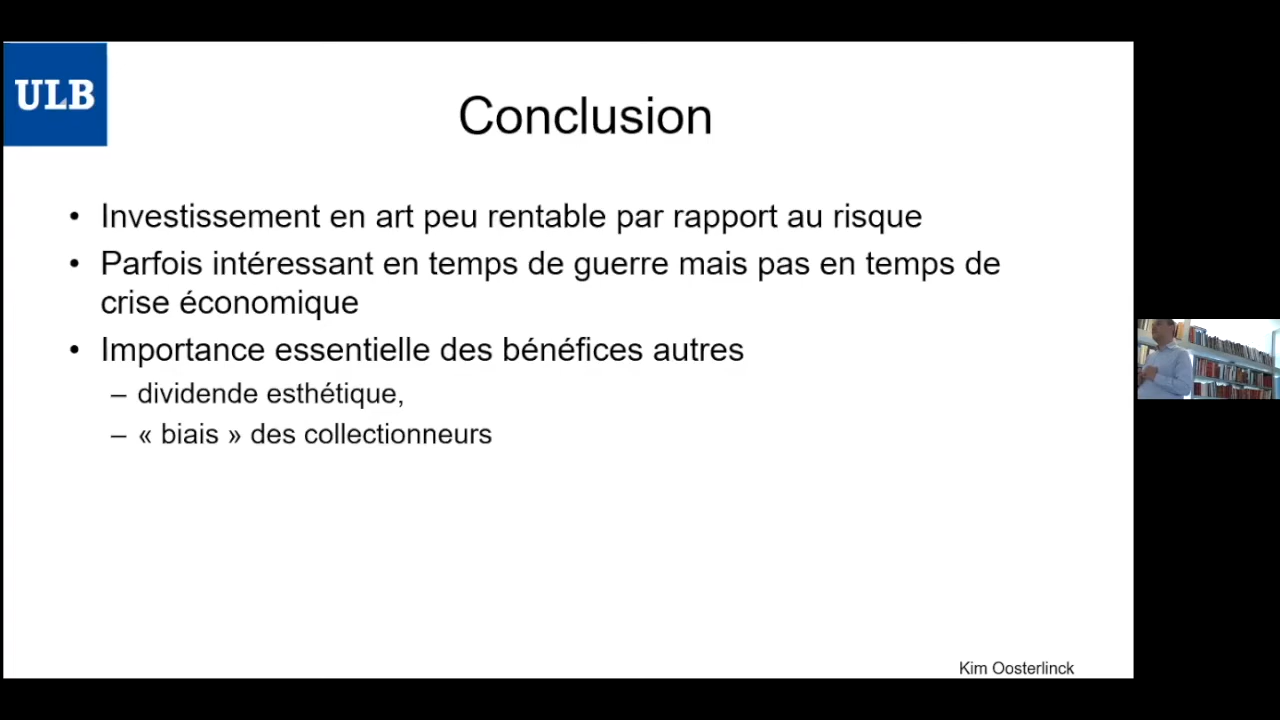 ULB
Conclusion
• Investissement en art peu rentable par rapport au risque
• Parfois intéressant en temps de guerre mais pas en temps de
crise économique
• Importance essentielle des bénéfices autres
– dividende esthétique,
– « biais » des collectionneurs
Kim Oosterlinck